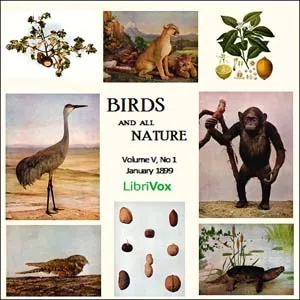 BIRDS
AND ALL
NATURE
Volume V, No 1
January 1899
LibriVox